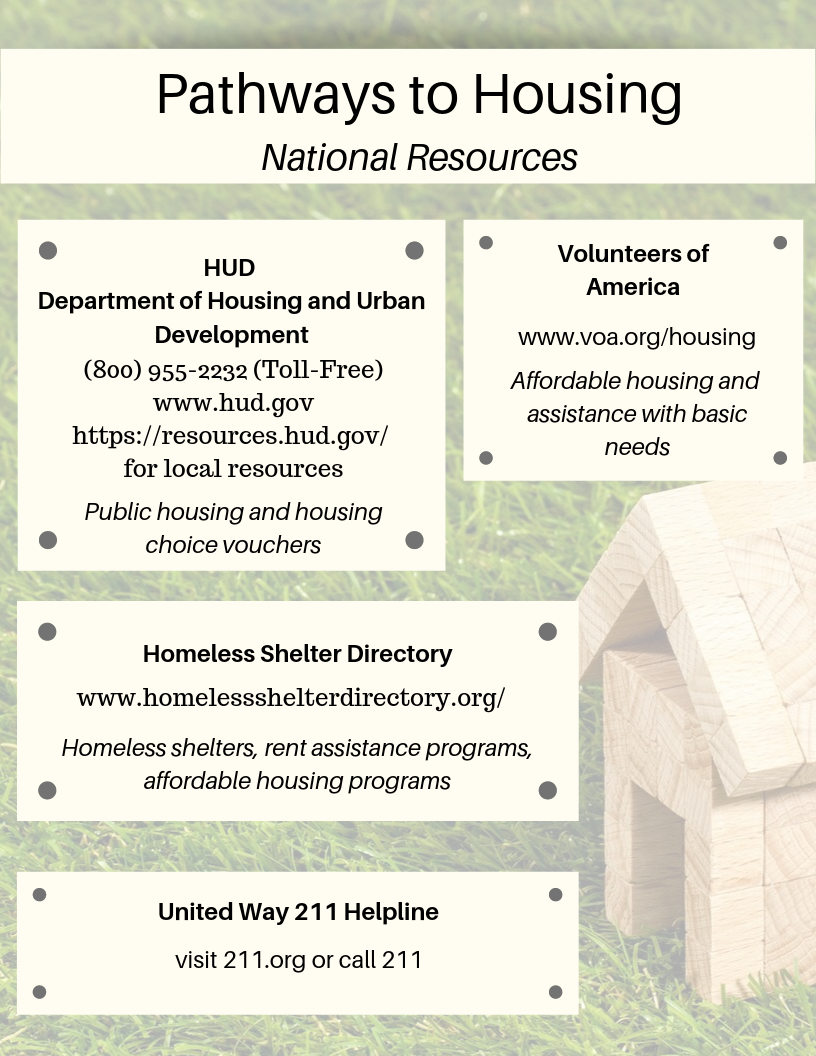 Pathways to Housing
National Resources
HUD
Department of Housing and Urban
Development
(800) 955-2232 (Toll-Free)
www.hud.gov
https://resources.hud.gov/
for local resources
Public housing and housing
choice vouchers
Volunteers of
America
www.voa.org/housing
Affordable housing and
assistance with basic
needs
Homeless Shelter Directory
www.homelessshelterdirectory.org/
Homeless shelters, rent assistance programs,
affordable housing programs
United Way 211 Helpline
visit 211.org or call 211